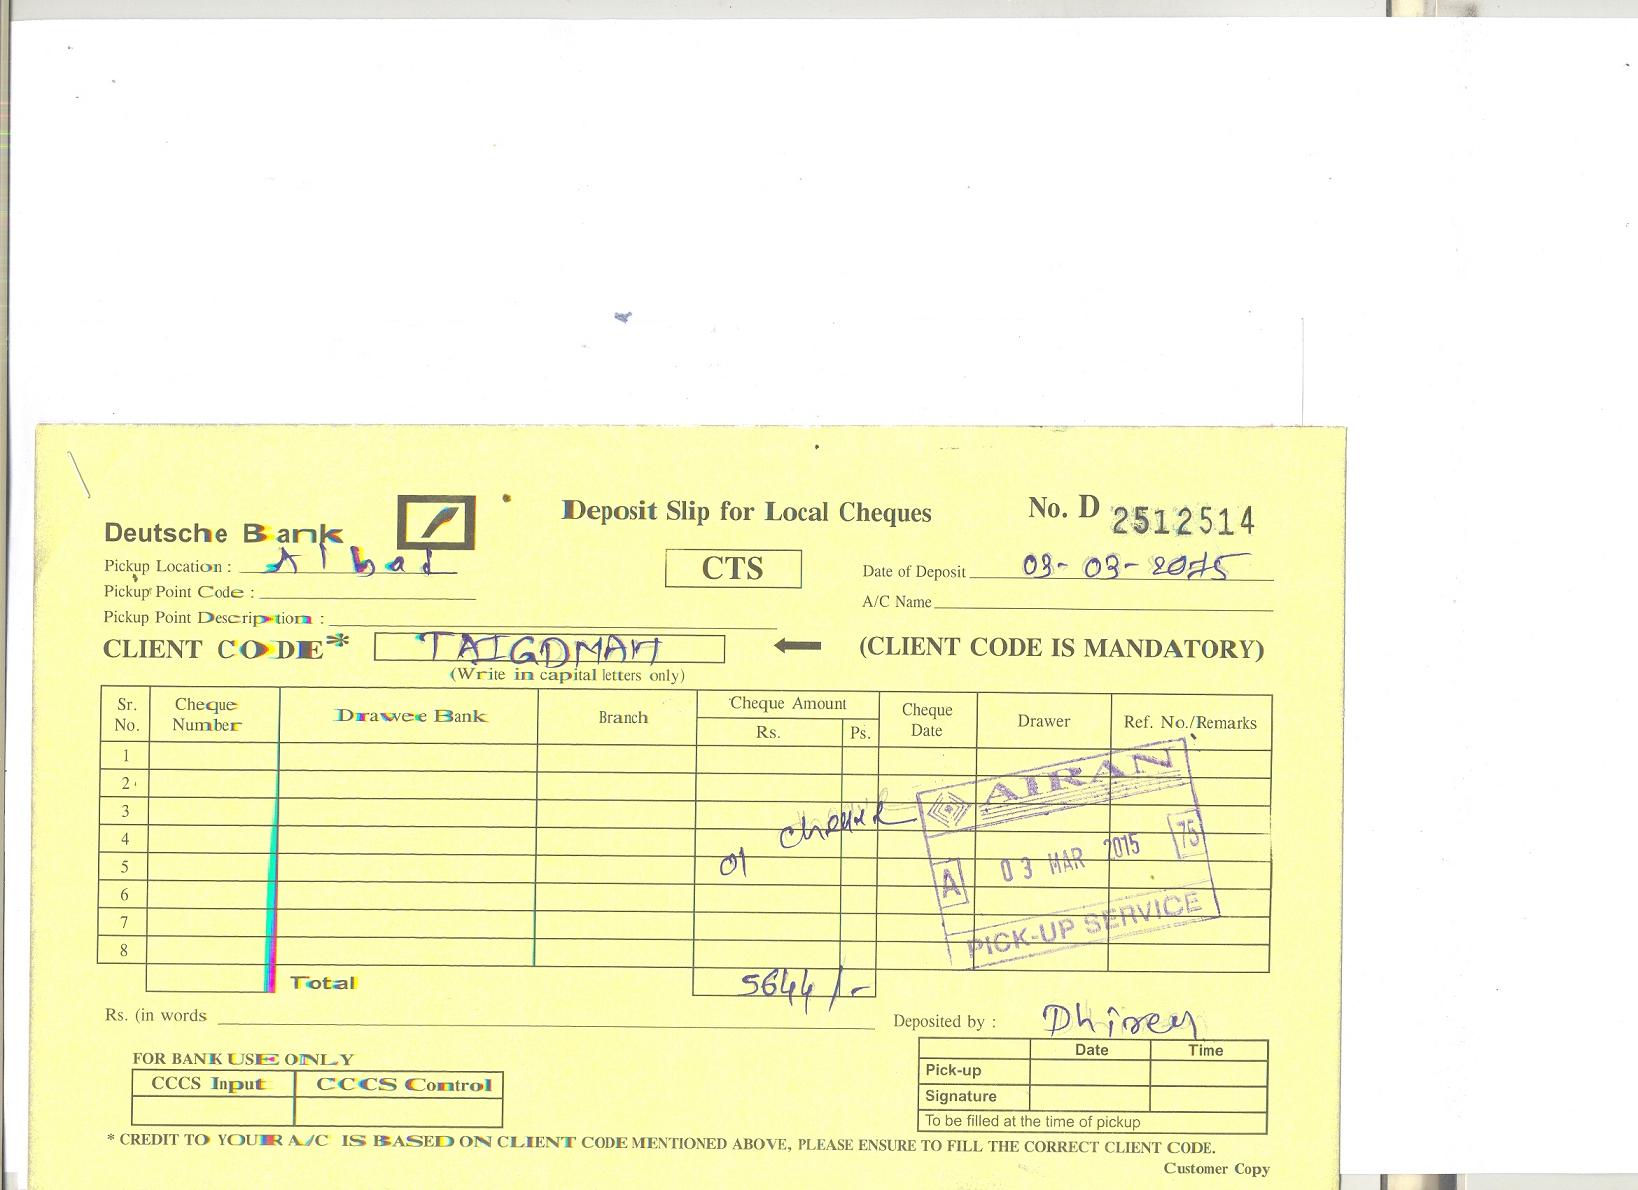 Deutsche Bank
Deposit Slip for Local Cheques
No. D 2512514
Pickup Location : A'bad
CTS
Date of Deposit 03-03-2015
Pickup Point Code :
A/C Name
Pickup Point Description :
CLIENT CODE* TAIGDMAH
(CLIENT CODE IS MANDATORY)
(Write in capital letters only)
Sr. No. Cheque Number Drawee Bank Branch Cheque Amount Rs. Ps. Cheque Date Drawer Ref. No./Remarks
1
2
3
4
5
6
7
8
01 cheque
AIRAN
A 03 MAR 2015 75
PICK-UP SERVICE
Total 5644/-
Rs. (in words
Deposited by : Dhiren
FOR BANK USE ONLY
CCCS Input CCCS Control
Date Time
Pick-up
Signature
To be filled at the time of pickup
* CREDIT TO YOUR A/C IS BASED ON CLIENT CODE MENTIONED ABOVE, PLEASE ENSURE TO FILL THE CORRECT CLIENT CODE.
Customer Copy